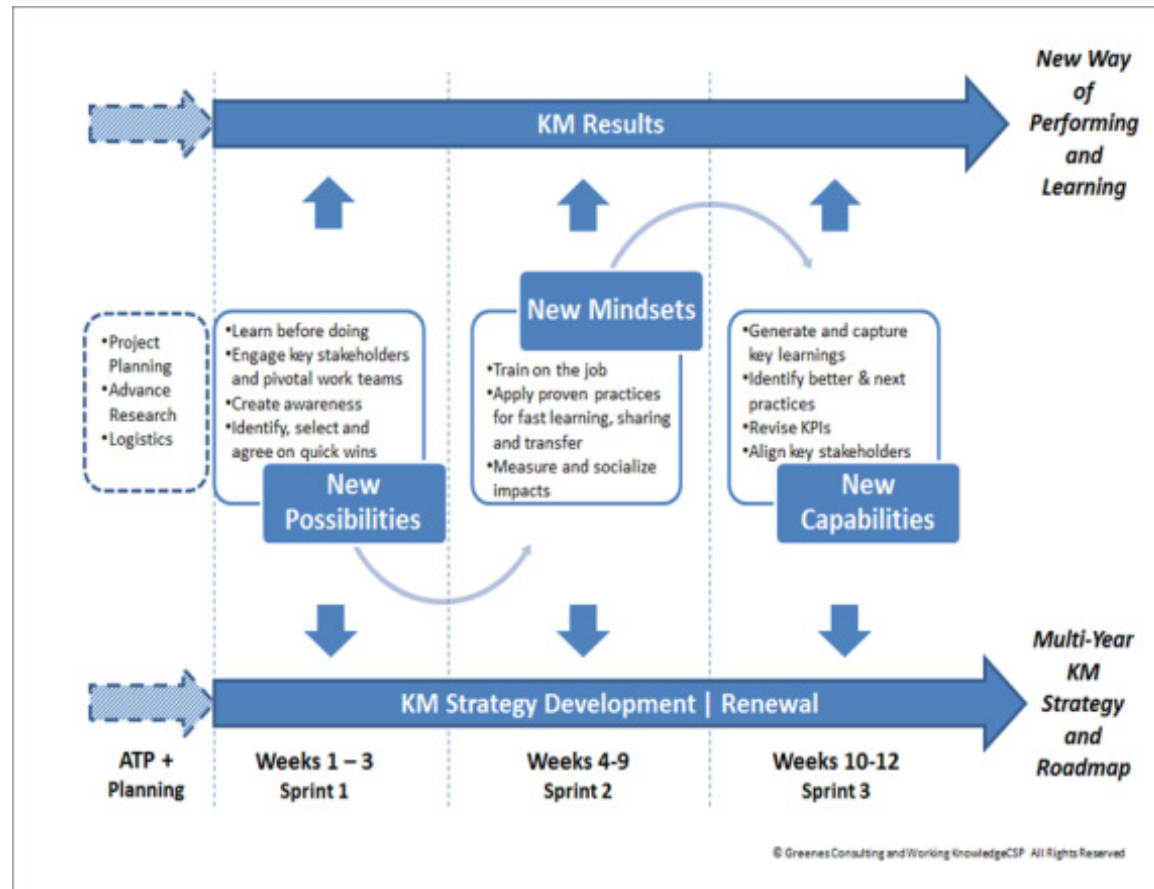 New Way
of
Performing
and
Learning
KM Results
•Project
Planning
•Advance
Research
•Logistics
•Learn before doing
•Engage key stakeholders
and pivotal work teams
•Create awareness
•Identify, select and
agree on quick wins
New
Possibilities
New Mindsets
•Train on the job
•Apply proven practices
for fast learning, sharing
and transfer
•Measure and socialize
impacts
•Generate and capture
key learnings
•Identify better & next
practices
•Revise KPIs
•Align key stakeholders
New
Capabilities
KM Strategy Development | Renewal
Multi-Year
KM
Strategy
and
Roadmap
ATP +
Planning
Weeks 1 – 3
Sprint 1
Weeks 4-9
Sprint 2
Weeks 10-12
Sprint 3
© Greenes Consulting and Working KnowledgeCSP All Rights Reserved